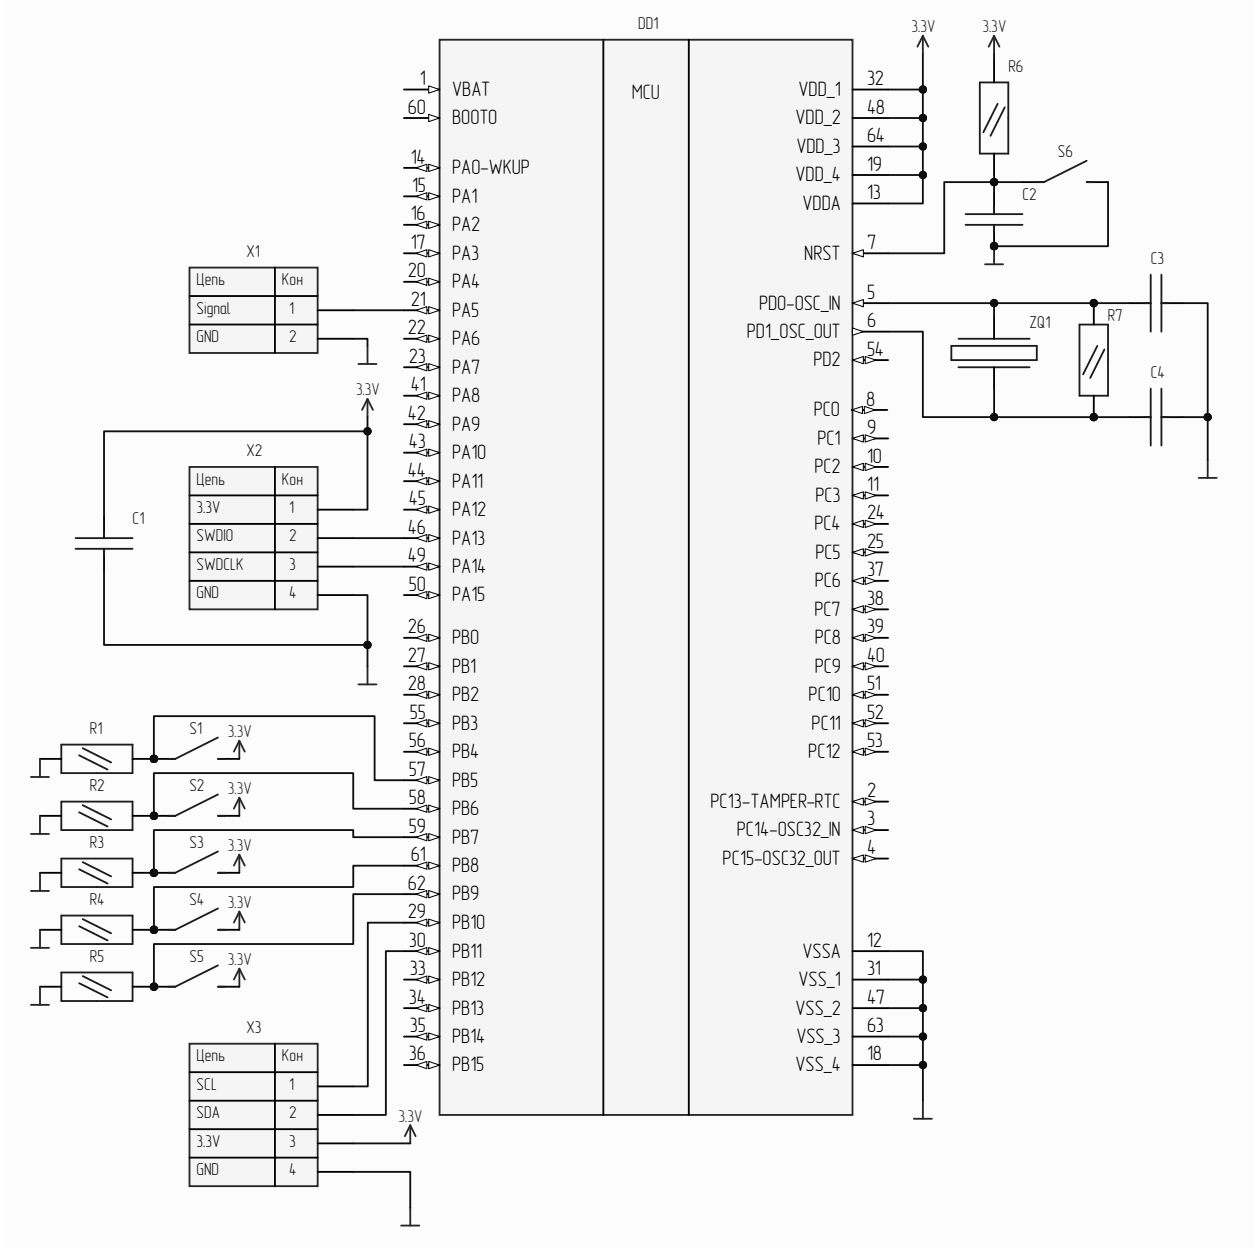 DD1
MCU
1 VBAT
60 BOOT0
14 PA0-WKUP
15 PA1
16 PA2
17 PA3
20 PA4
21 PA5
22 PA6
23 PA7
41 PA8
42 PA9
43 PA10
44 PA11
45 PA12
46 PA13
49 PA14
50 PA15
26 PB0
27 PB1
28 PB2
55 PB3
56 PB4
57 PB5
58 PB6
59 PB7
61 PB8
62 PB9
29 PB10
30 PB11
33 PB12
34 PB13
35 PB14
36 PB15
VDD_1 32
VDD_2 48
VDD_3 64
VDD_4 19
VDDA 13
NRST 7
PD0-OSC_IN 5
PD1_OSC_OUT 6
PD2 54
PC0 8
PC1 9
PC2 10
PC3 11
PC4 24
PC5 25
PC6 37
PC7 38
PC8 39
PC9 40
PC10 51
PC11 52
PC12 53
PC13-TAMPER-RTC 2
PC14-OSC32_IN 3
PC15-OSC32_OUT 4
VSSA 12
VSS_1 31
VSS_2 47
VSS_3 63
VSS_4 18
3.3V
3.3V
R6
S6
C2
C3
ZQ1
R7
C4
X1
Цепь Кон
Signal 1
GND 2
3.3V
X2
Цепь Кон
3.3V 1
SWDIO 2
SWDCLK 3
GND 4
C1
R1 S1 3.3V
R2 S2 3.3V
R3 S3 3.3V
R4 S4 3.3V
R5 S5 3.3V
X3
Цепь Кон
SCL 1
SDA 2
3.3V 3
GND 4
3.3V